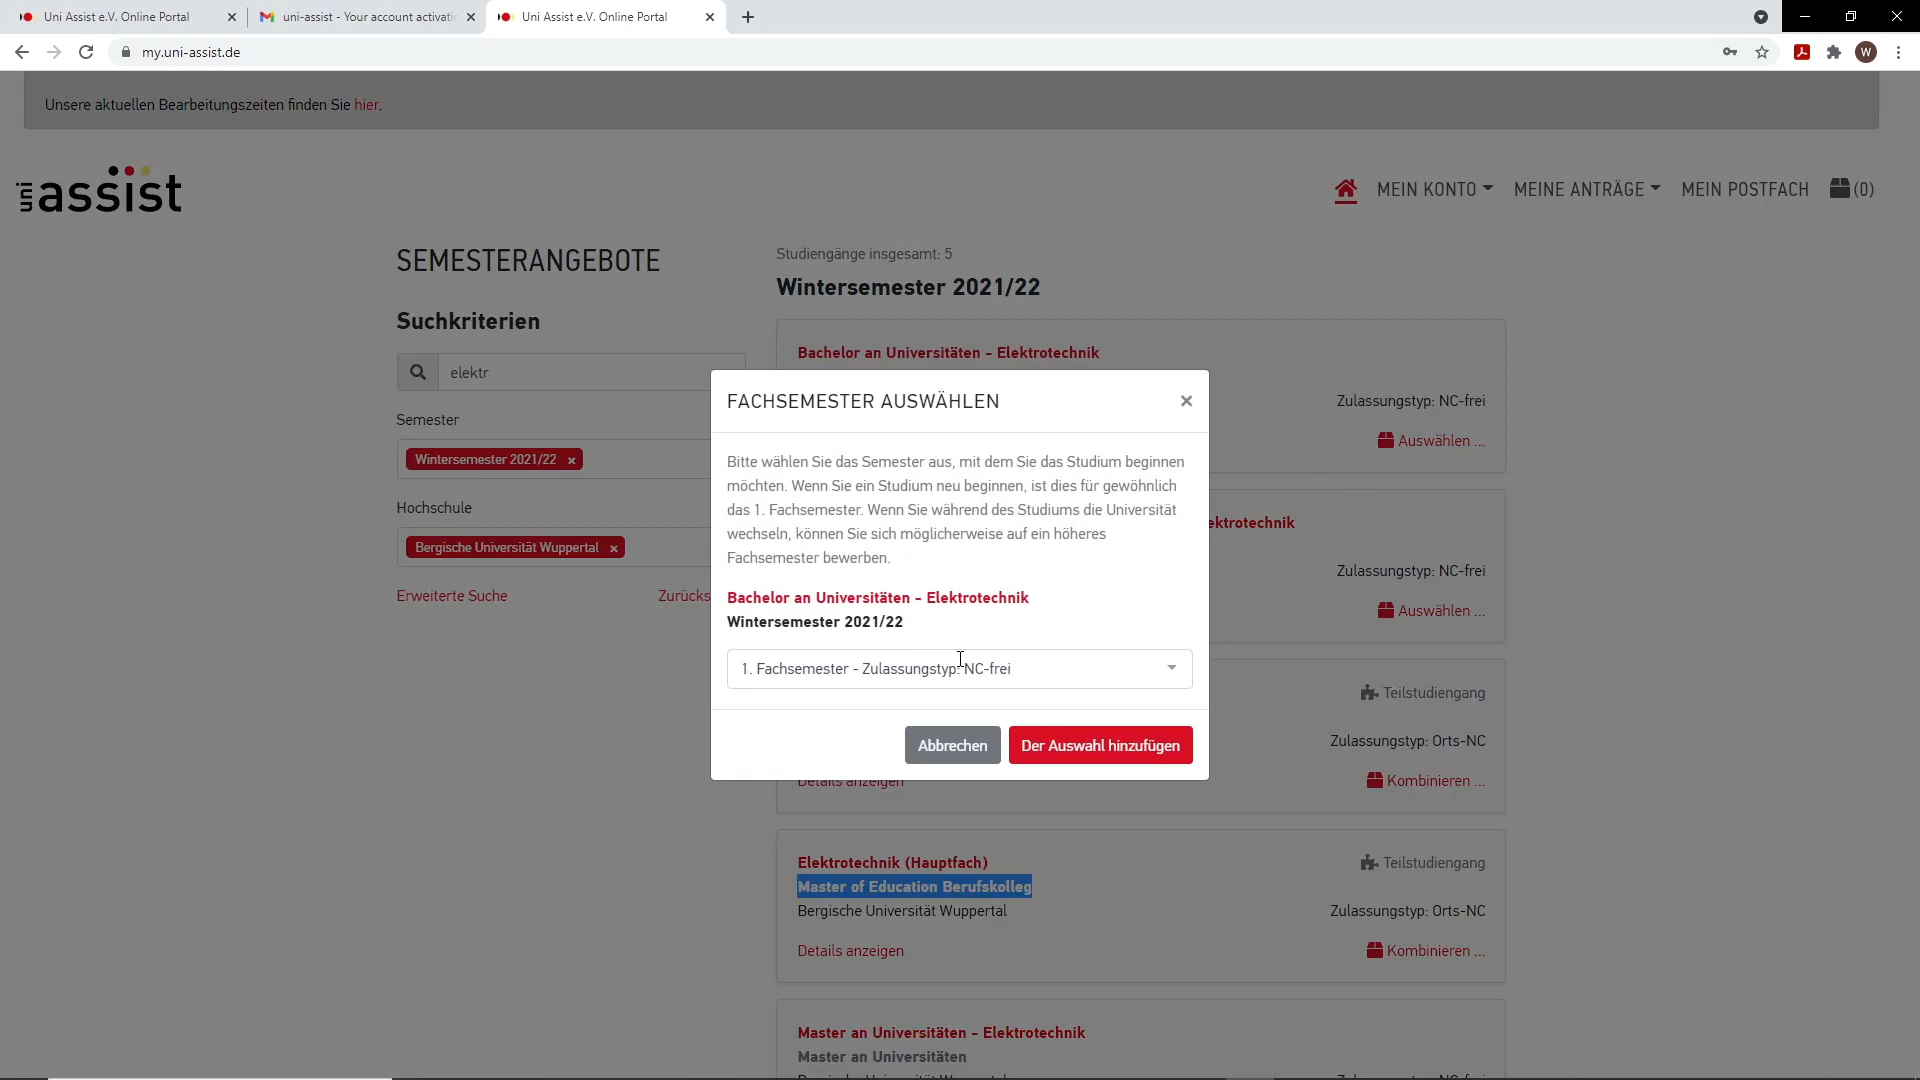 Uni Assist e.V. Online Portal
uni-assist - Your account activatic
Uni Assist e.V. Online Portal
my.uni-assist.de
W
Unsere aktuellen Bearbeitungszeiten finden Sie hier.
uni assist
MEIN KONTO
MEINE ANTRÄGE
MEIN POSTFACH
(0)
SEMESTERANGEBOTE
Suchkriterien
elektr
Semester
Wintersemester 2021/22 ×
Hochschule
Bergische Universität Wuppertal ×
Erweiterte Suche
Zurücks
Studiengänge insgesamt: 5
Wintersemester 2021/22
Bachelor an Universitäten - Elektrotechnik
Zulassungstyp: NC-frei
Auswählen ...
ektrotechnik
Zulassungstyp: NC-frei
Auswählen ...
Teilstudiengang
Zulassungstyp: Orts-NC
Details anzeigen
Kombinieren ...
Elektrotechnik (Hauptfach)
Teilstudiengang
Master of Education Berufskolleg
Bergische Universität Wuppertal
Zulassungstyp: Orts-NC
Details anzeigen
Kombinieren ...
Master an Universitäten - Elektrotechnik
Master an Universitäten
FACHSEMESTER AUSWÄHLEN
×
Bitte wählen Sie das Semester aus, mit dem Sie das Studium beginnen
möchten. Wenn Sie ein Studium neu beginnen, ist dies für gewöhnlich
das 1. Fachsemester. Wenn Sie während des Studiums die Universität
wechseln, können Sie sich möglicherweise auf ein höheres
Fachsemester bewerben.
Bachelor an Universitäten - Elektrotechnik
Wintersemester 2021/22
1. Fachsemester - Zulassungstyp: NC-frei
Abbrechen
Der Auswahl hinzufügen